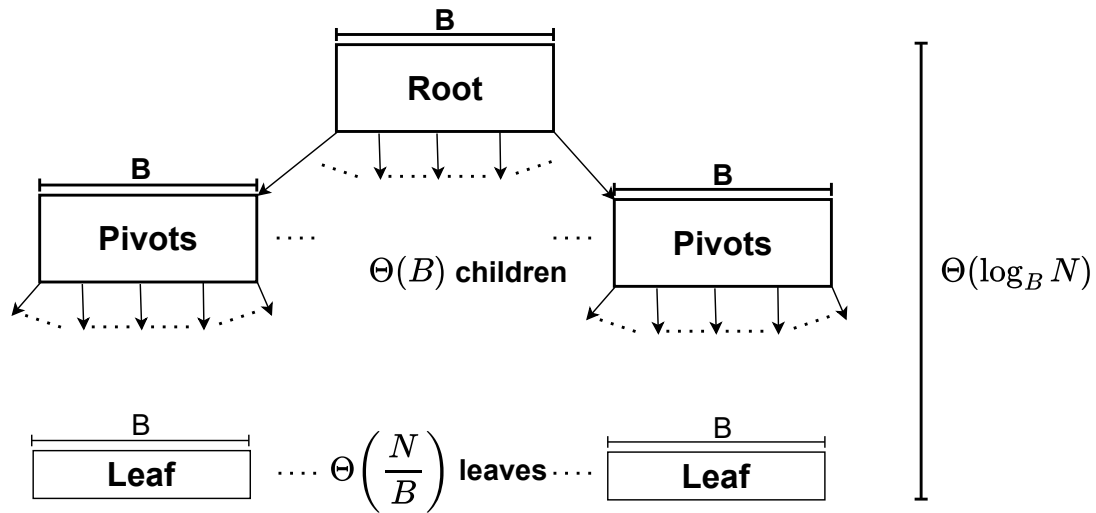 B
Root
B
B
Pivots
Pivots
Θ(B) children
Θ(log_B N)
B
B
Leaf
Θ(N/B) leaves
Leaf